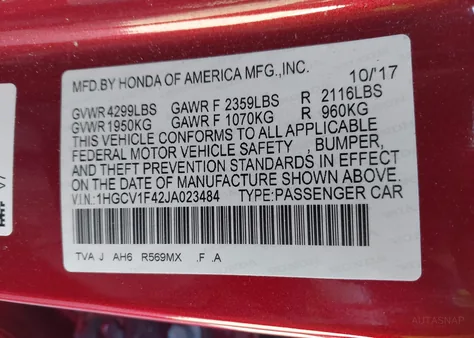 MFD.BY HONDA OF AMERICA MFG.,INC. 10/'17
GVWR 4299LBS GAWR F 2359LBS R 2116LBS
GVWR 1950KG GAWR F 1070KG R 960KG
THIS VEHICLE CONFORMS TO ALL APPLICABLE
FEDERAL MOTOR VEHICLE SAFETY , BUMPER,
AND THEFT PREVENTION STANDARDS IN EFFECT
ON THE DATE OF MANUFACTURE SHOWN ABOVE.
V.I.N.:1HGCV1F42JA023484 TYPE:PASSENGER CAR
TVA J AH6 R569MX .F .A
AUTASNAP